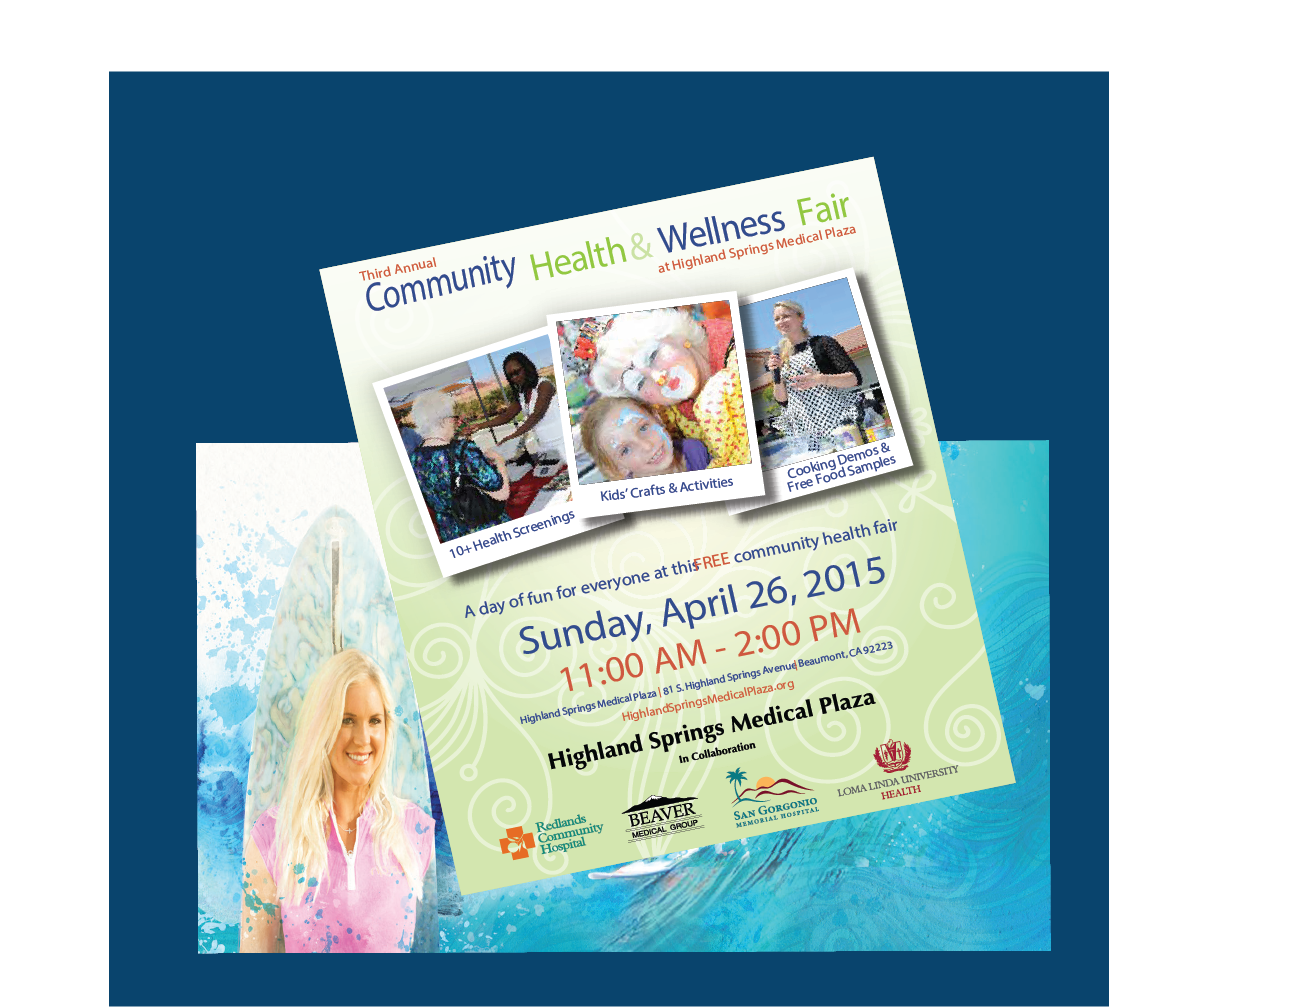 Third Annual
Community Health & Wellness Fair
at Highland Springs Medical Plaza
10+ Health Screenings
Kids' Crafts & Activities
Cooking Demos &
Free Food Samples
A day of fun for everyone at this FREE community health fair
Sunday, April 26, 2015
11:00 AM - 2:00 PM
Highland Springs Medical Plaza | 81 S. Highland Springs Avenue | Beaumont, CA 92223
HighlandSpringsMedicalPlaza.org
Highland Springs Medical Plaza
In Collaboration
Redlands
Community
Hospital
BEAVER
MEDICAL GROUP
SAN GORGONIO
MEMORIAL HOSPITAL
LOMA LINDA UNIVERSITY
HEALTH